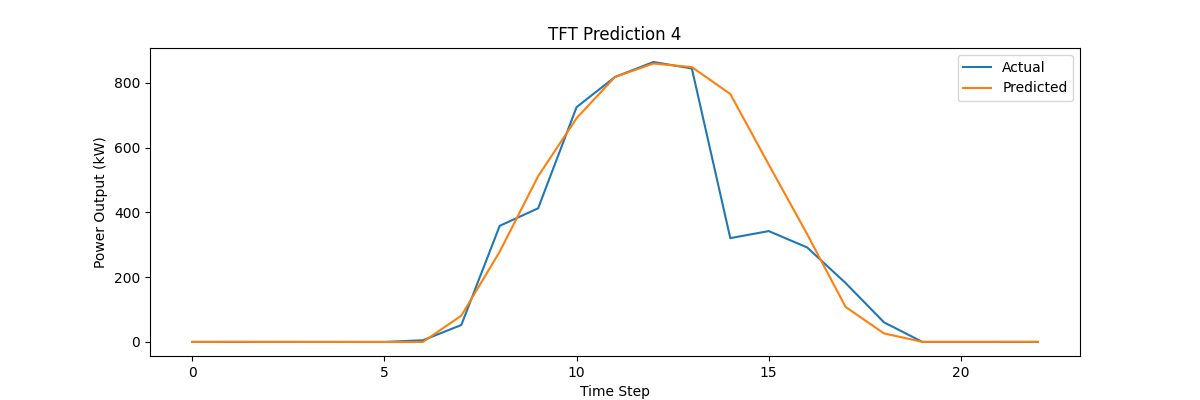 TFT Prediction 4
Actual
Predicted
Power Output (kW)
800
600
400
200
0
0 5 10 15 20
Time Step